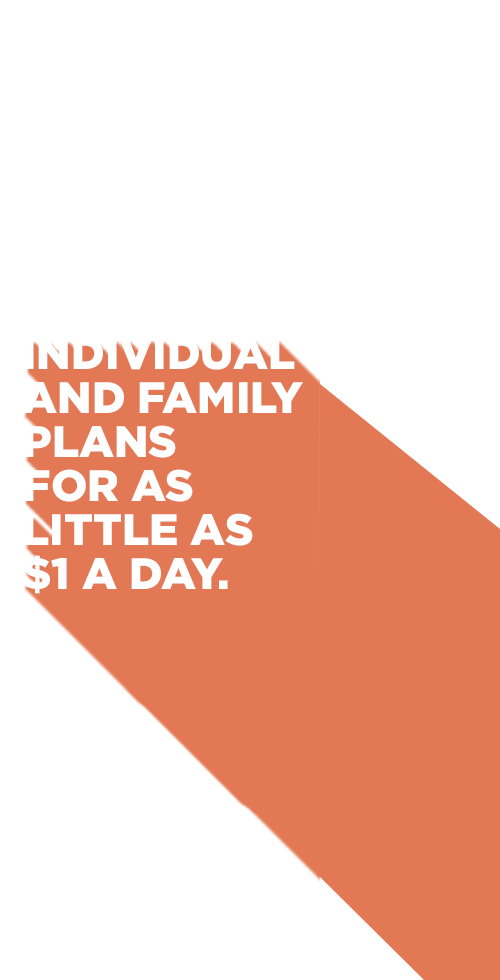 INDIVIDUAL
AND FAMILY
PLANS
FOR AS
LITTLE AS
$1 A DAY.